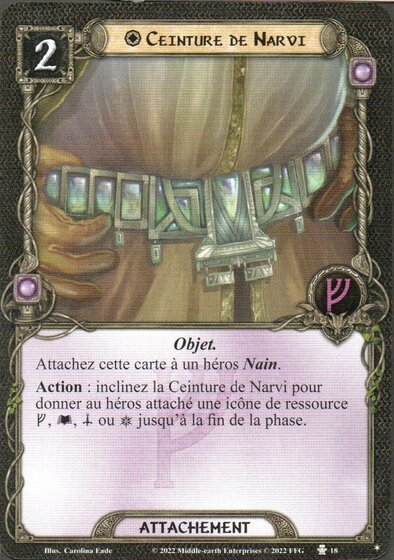 2
Ceinture de Narvi
Objet.
Attachez cette carte à un héros Nain.
Action : inclinez la Ceinture de Narvi pour
donner au héros attaché une icône de ressource
, , ou jusqu'à la fin de la phase.
ATTACHEMENT
Illus. Carolina Eade © 2022 Middle-earth Enterprises © 2022 FFG 18